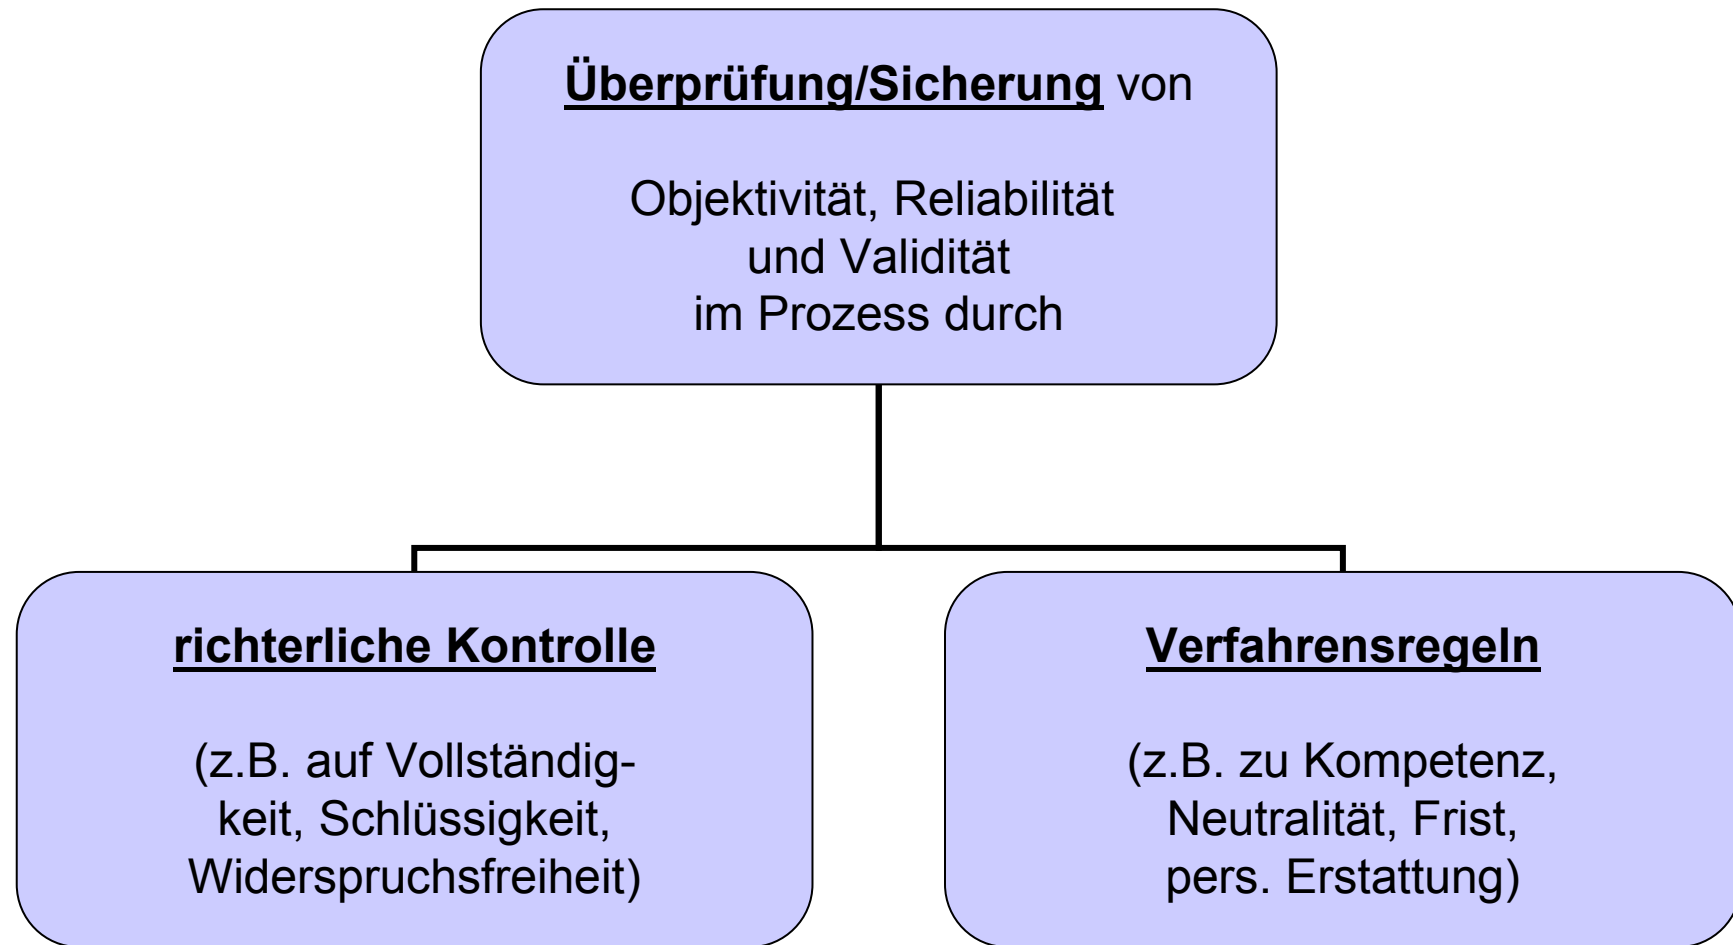 Überprüfung/Sicherung von
Objektivität, Reliabilität
und Validität
im Prozess durch
richterliche Kontrolle
(z.B. auf Vollständig-
keit, Schlüssigkeit,
Widerspruchsfreiheit)
Verfahrensregeln
(z.B. zu Kompetenz,
Neutralität, Frist,
pers. Erstattung)